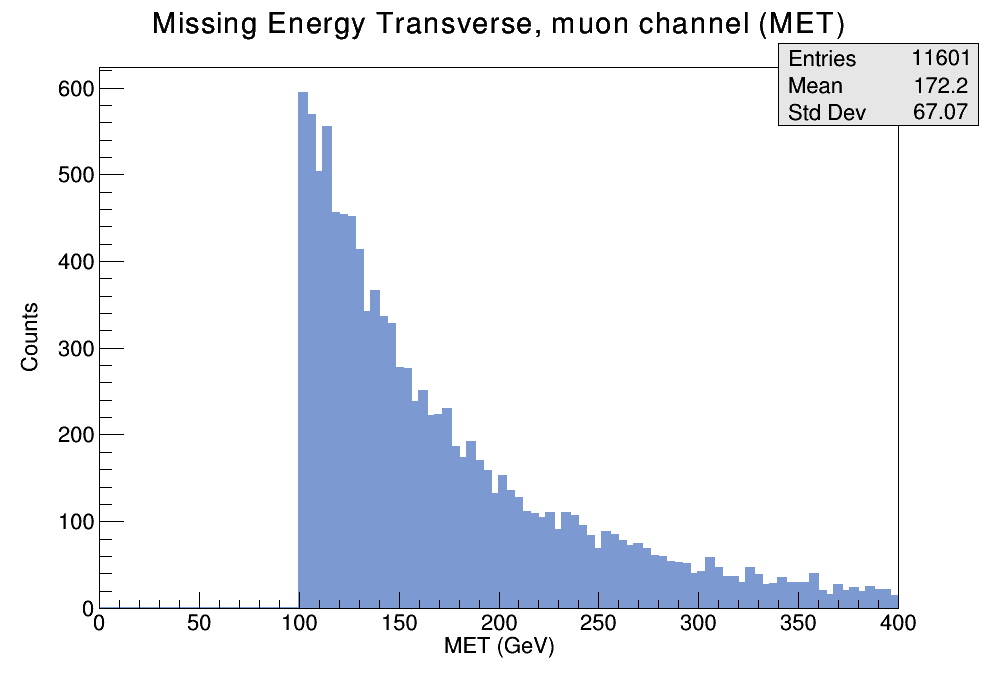 Missing Energy Transverse, muon channel (MET)
Entries 11601
Mean 172.2
Std Dev 67.07
600
500
400
300
200
100
0
Counts
0 50 100 150 200 250 300 350 400
MET (GeV)